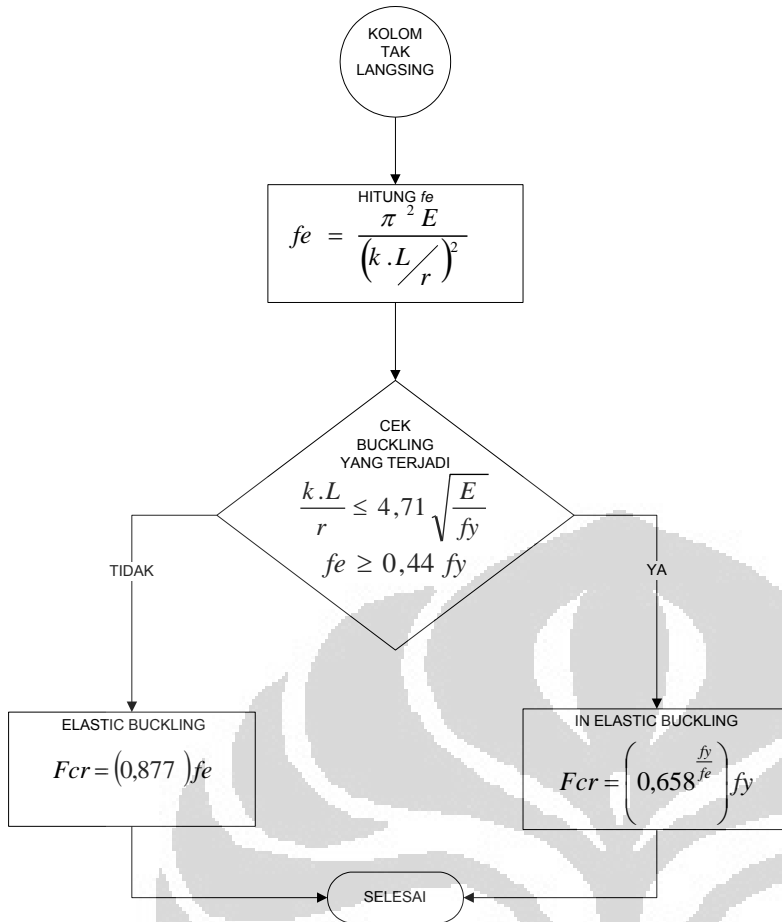 KOLOM
TAK
LANGSING
HITUNG fe
fe = π² E / (k.L/r)²
CEK
BUCKLING
YANG TERJADI
k.L / r ≤ 4,71 √(E / fy)
fe ≥ 0,44 fy
TIDAK
YA
ELASTIC BUCKLING
Fcr = (0,877 ) fe
IN ELASTIC BUCKLING
Fcr = (0,658^(fy/fe)) fy
SELESAI